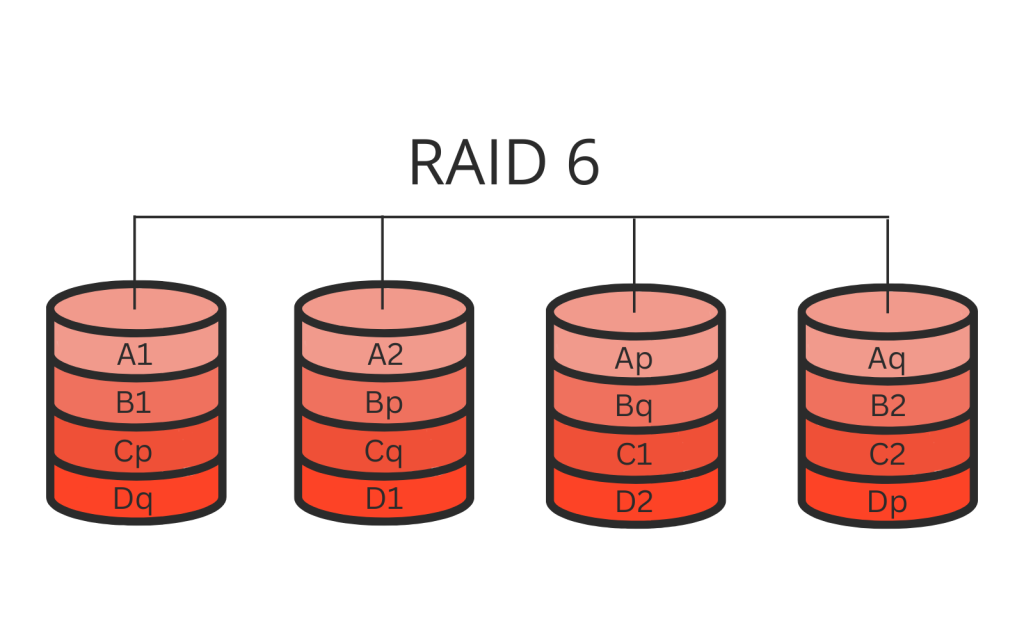 RAID 6
A1 A2 Ap Aq
B1 Bp Bq B2
Cp Cq C1 C2
Dq D1 D2 Dp